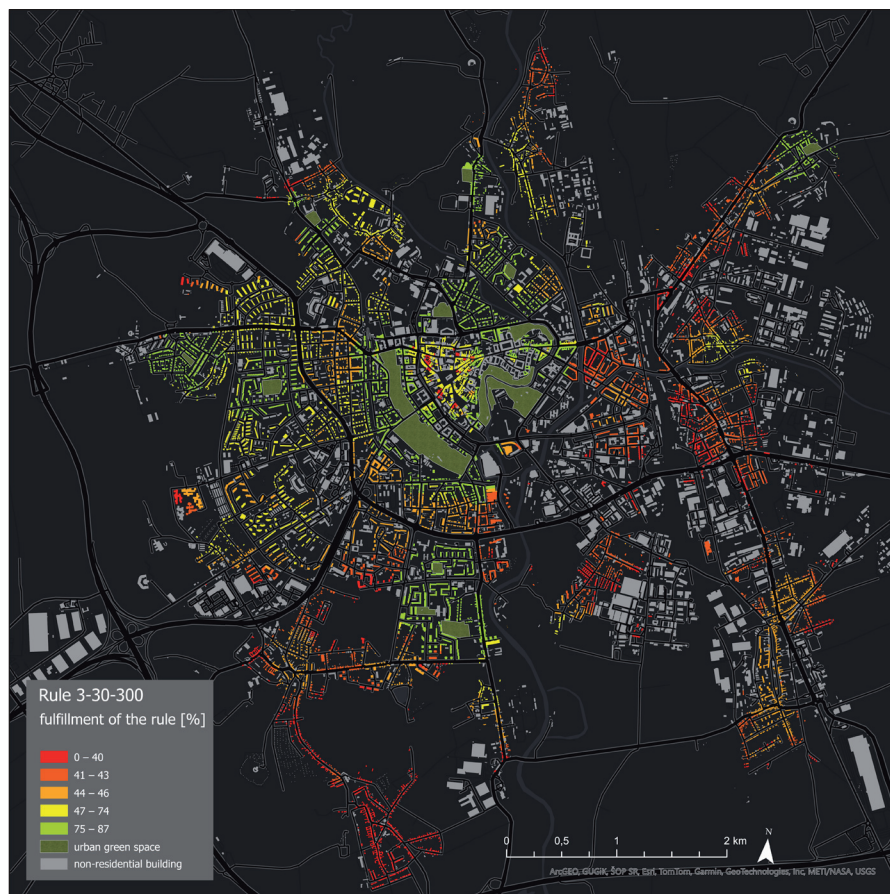 Rule 3-30-300
fulfillment of the rule [%]
0 – 40
41 – 43
44 – 46
47 – 74
75 – 87
urban green space
non-residential building
0 0,5 1 2 km
N
ArcGEO, GUGIK, ŠOP SR, Esri, TomTom, Garmin, GeoTechnologies, Inc, METI/NASA, USGS